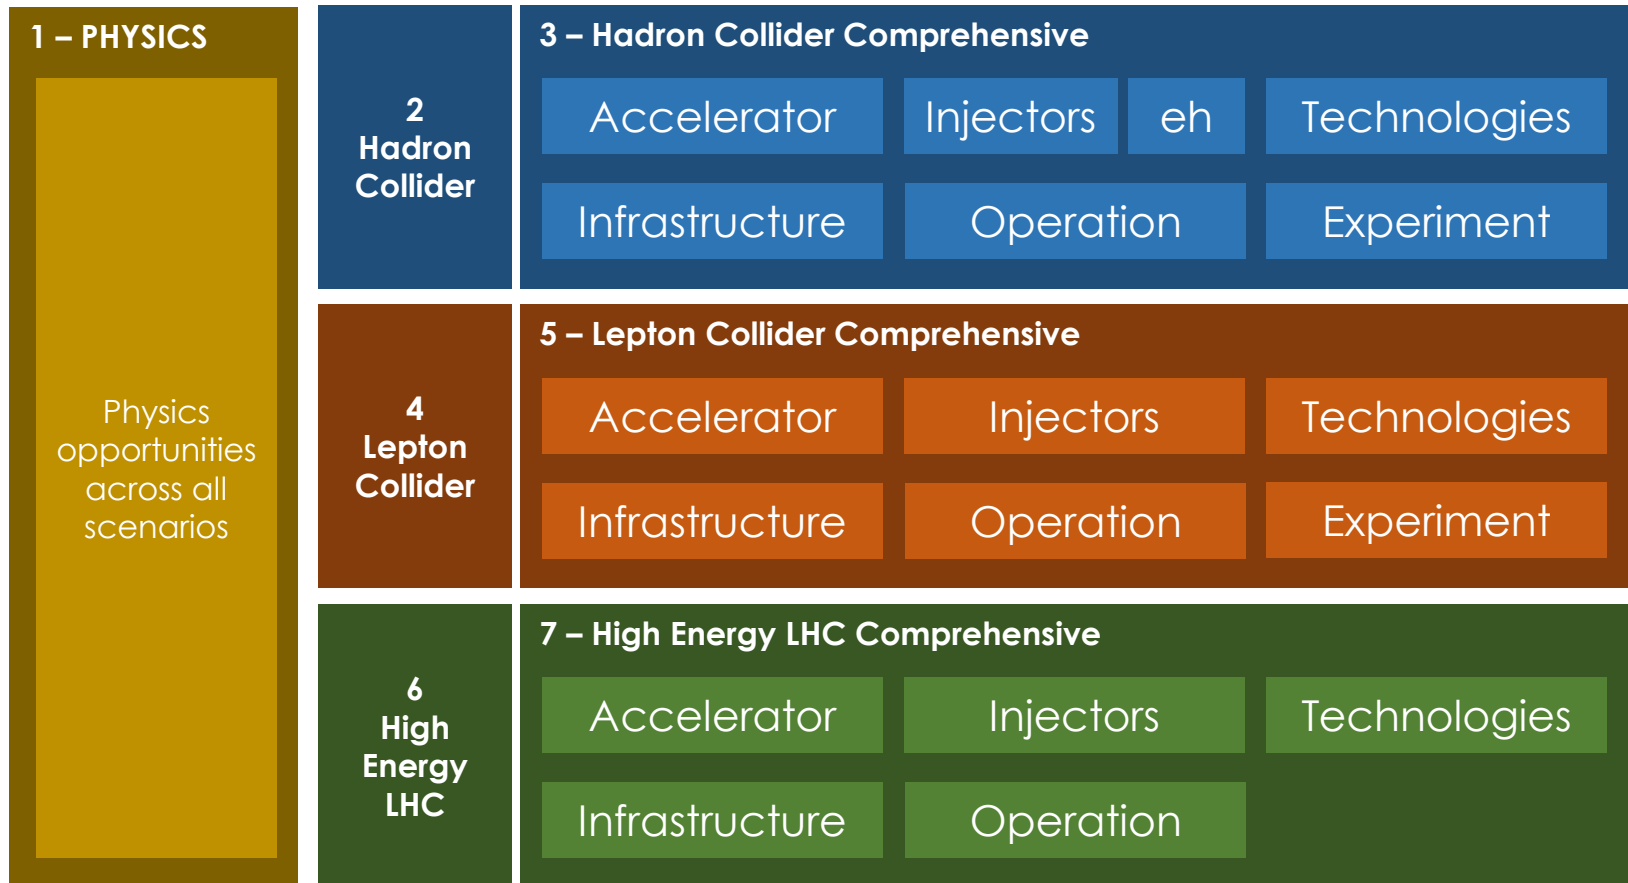 1 – PHYSICS
Physics
opportunities
across all
scenarios
2
Hadron
Collider
3 – Hadron Collider Comprehensive
Accelerator
Injectors
eh
Technologies
Infrastructure
Operation
Experiment
4
Lepton
Collider
5 – Lepton Collider Comprehensive
Accelerator
Injectors
Technologies
Infrastructure
Operation
Experiment
6
High
Energy
LHC
7 – High Energy LHC Comprehensive
Accelerator
Injectors
Technologies
Infrastructure
Operation